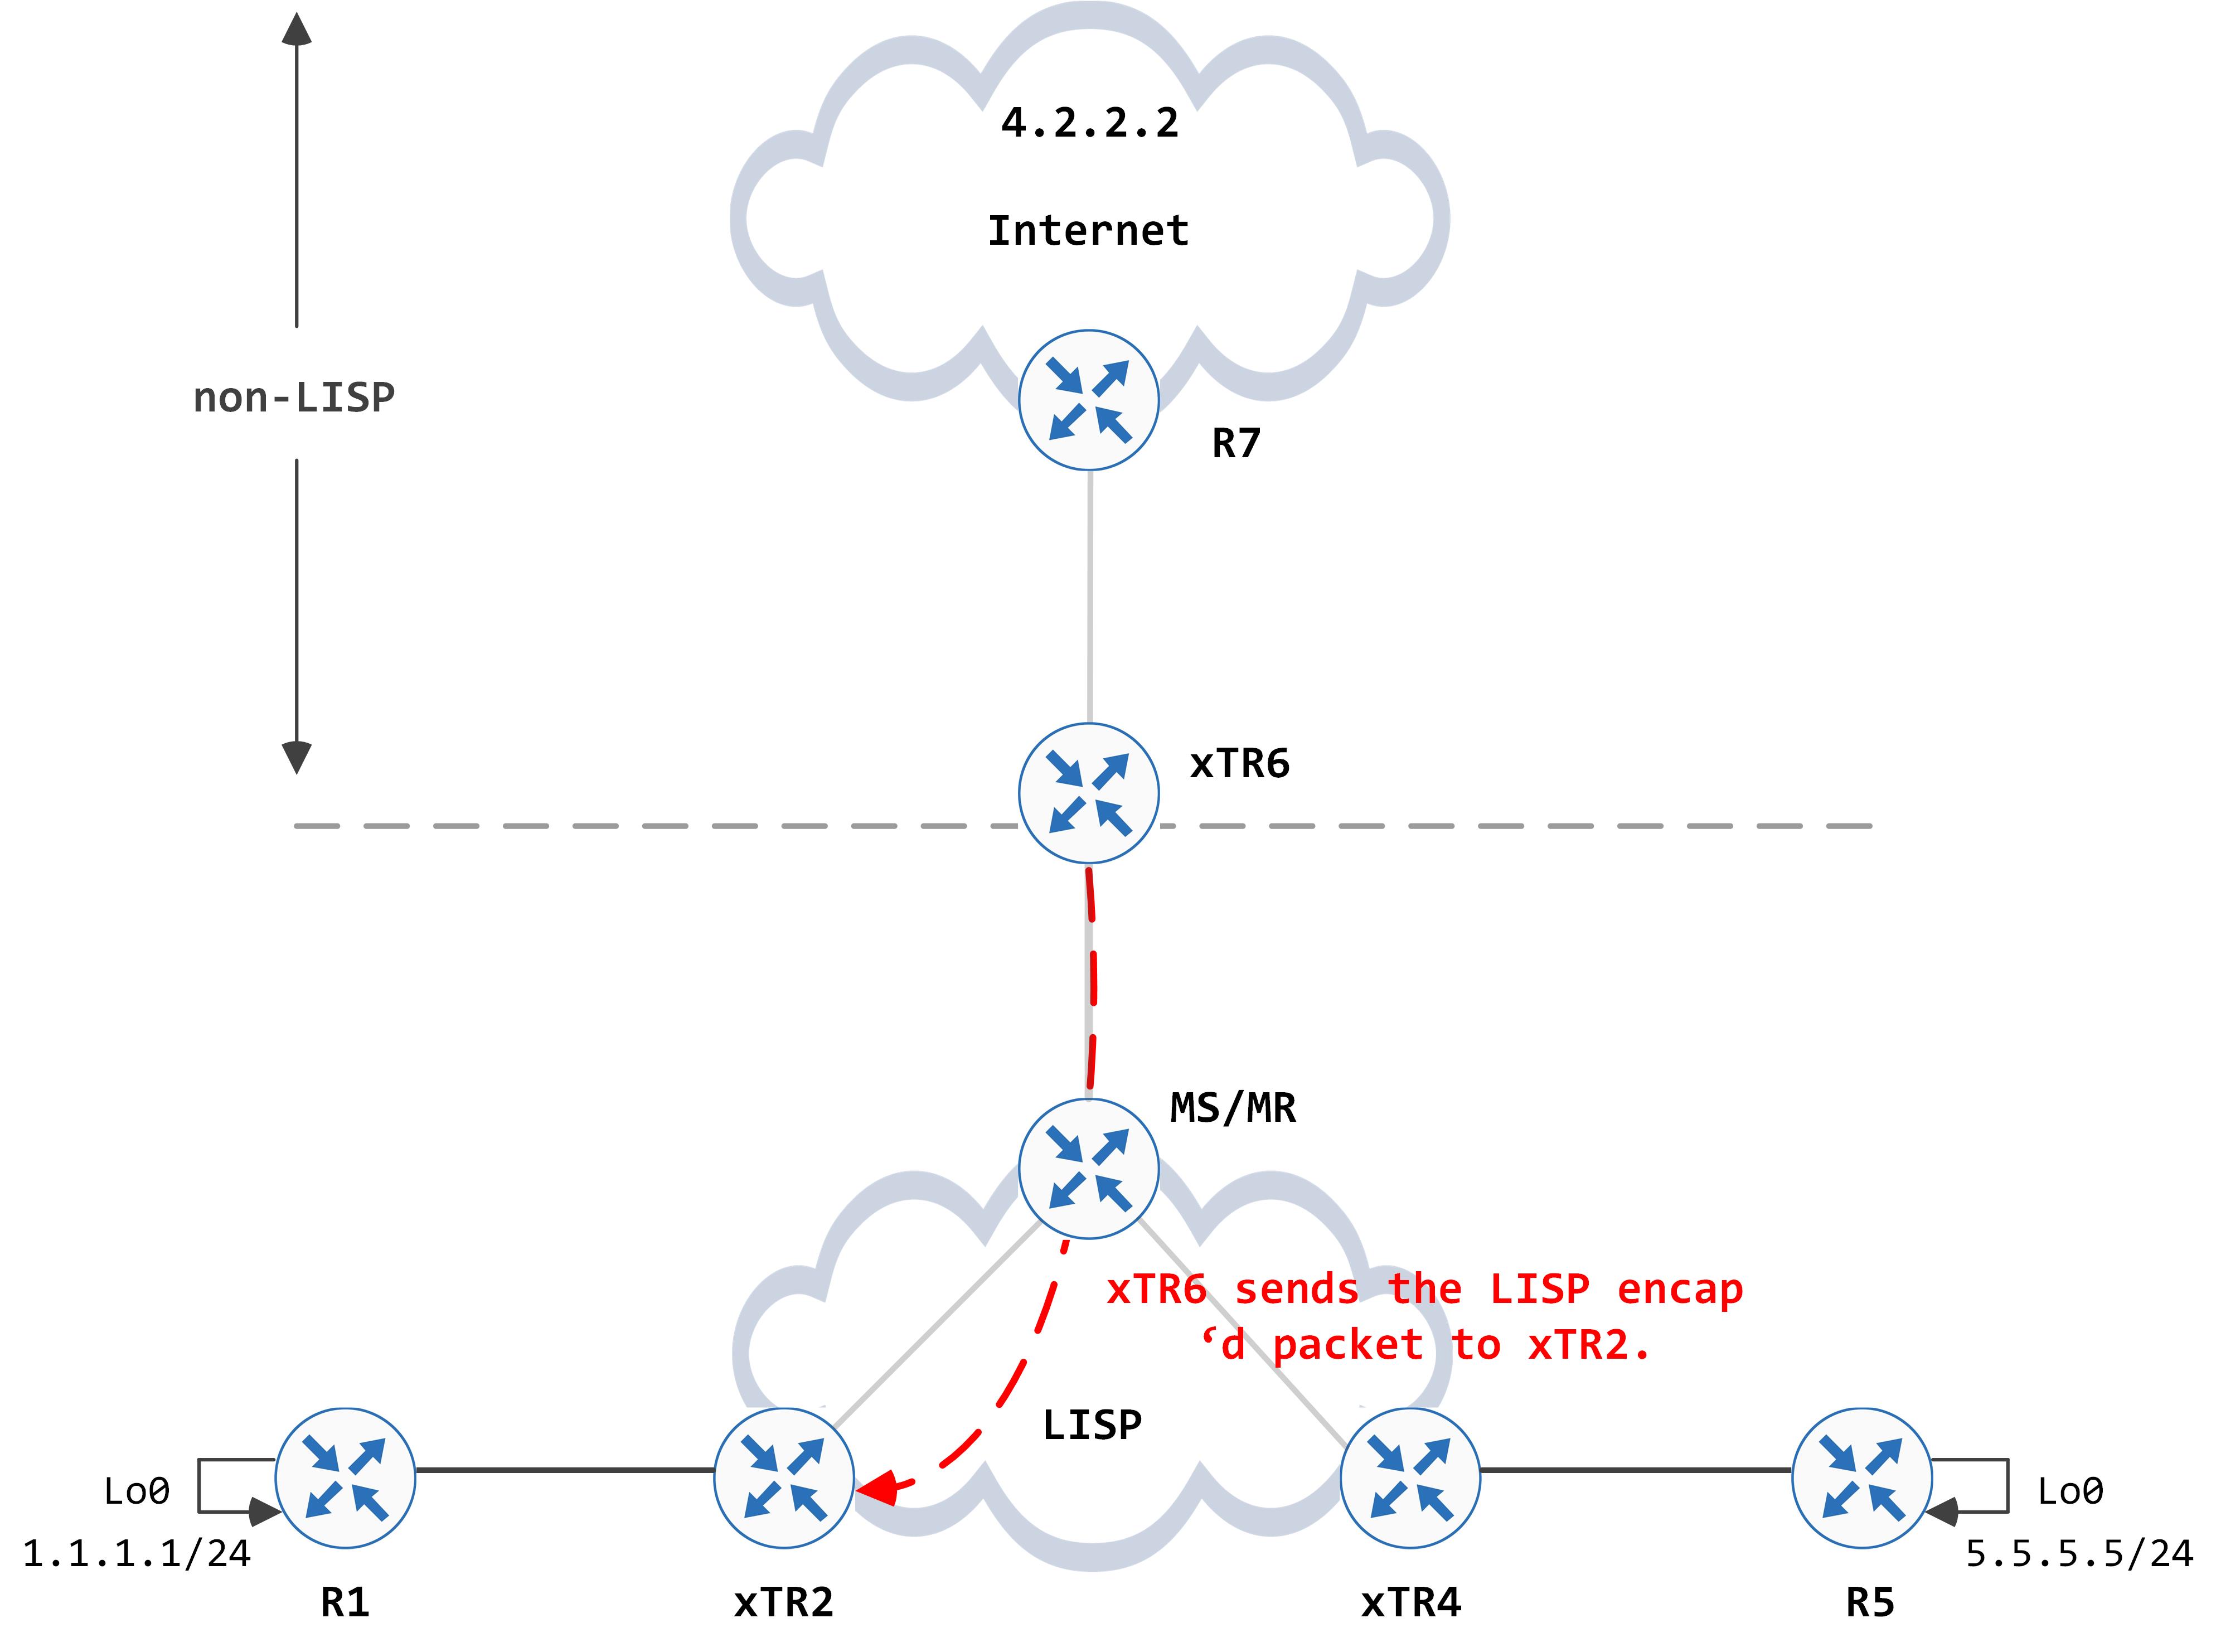 4.2.2.2
Internet
non-LISP
R7
xTR6
MS/MR
xTR6 sends the LISP encap
‘d packet to xTR2.
LISP
Lo0
Lo0
1.1.1.1/24
5.5.5.5/24
R1
xTR2
xTR4
R5